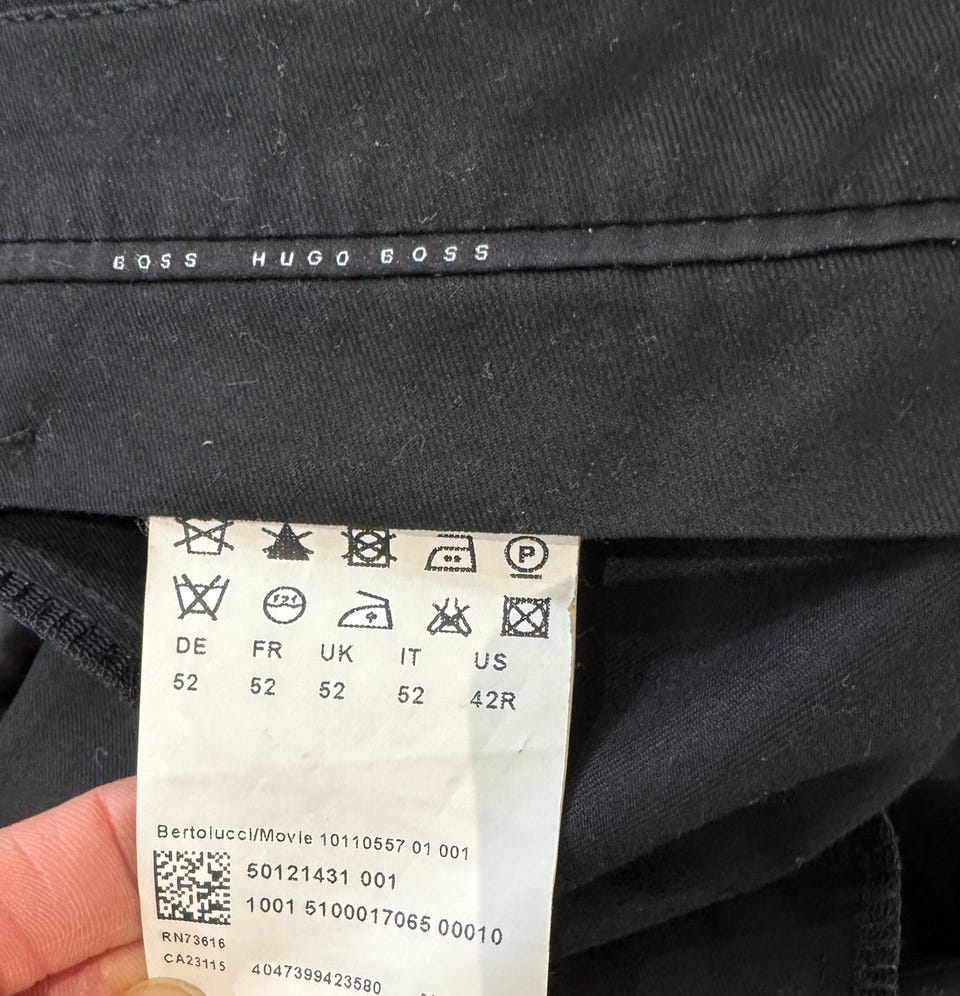 BOSS HUGO BOSS
P
DE FR UK IT US
52 52 52 52 42R
Bertolucci/Movie 10110557 01 001
50121431 001
1001 5100017065 00010
RN73616
CA23115 4047399423580